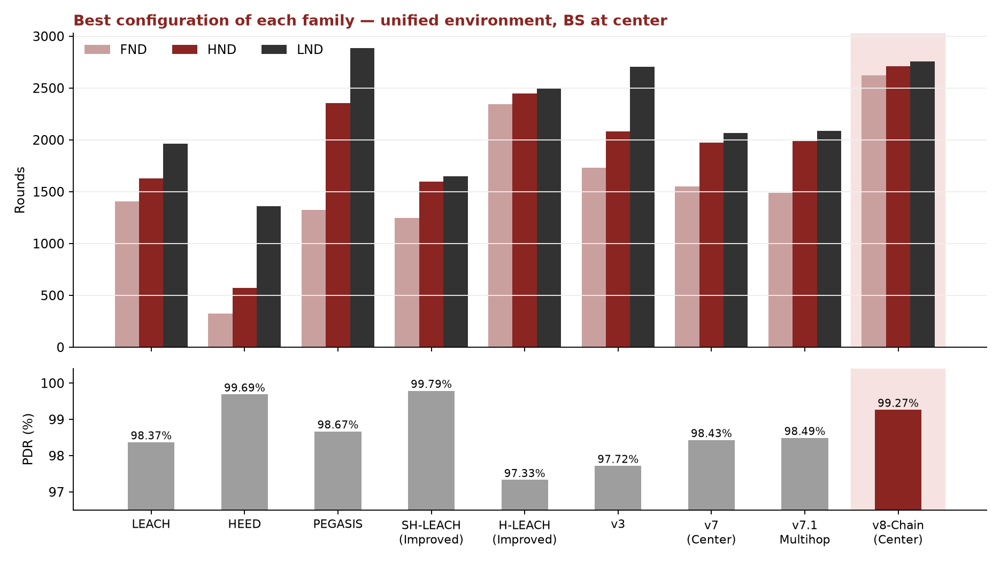 Best configuration of each family — unified environment, BS at center
FND HND LND
Rounds
3000
2500
2000
1500
1000
500
0
PDR (%)
100
99
98
97
98.37%
99.69%
98.67%
99.79%
97.33%
97.72%
98.43%
98.49%
99.27%
LEACH
HEED
PEGASIS
SH-LEACH
(Improved)
H-LEACH
(Improved)
v3
v7
(Center)
v7.1
Multihop
v8-Chain
(Center)